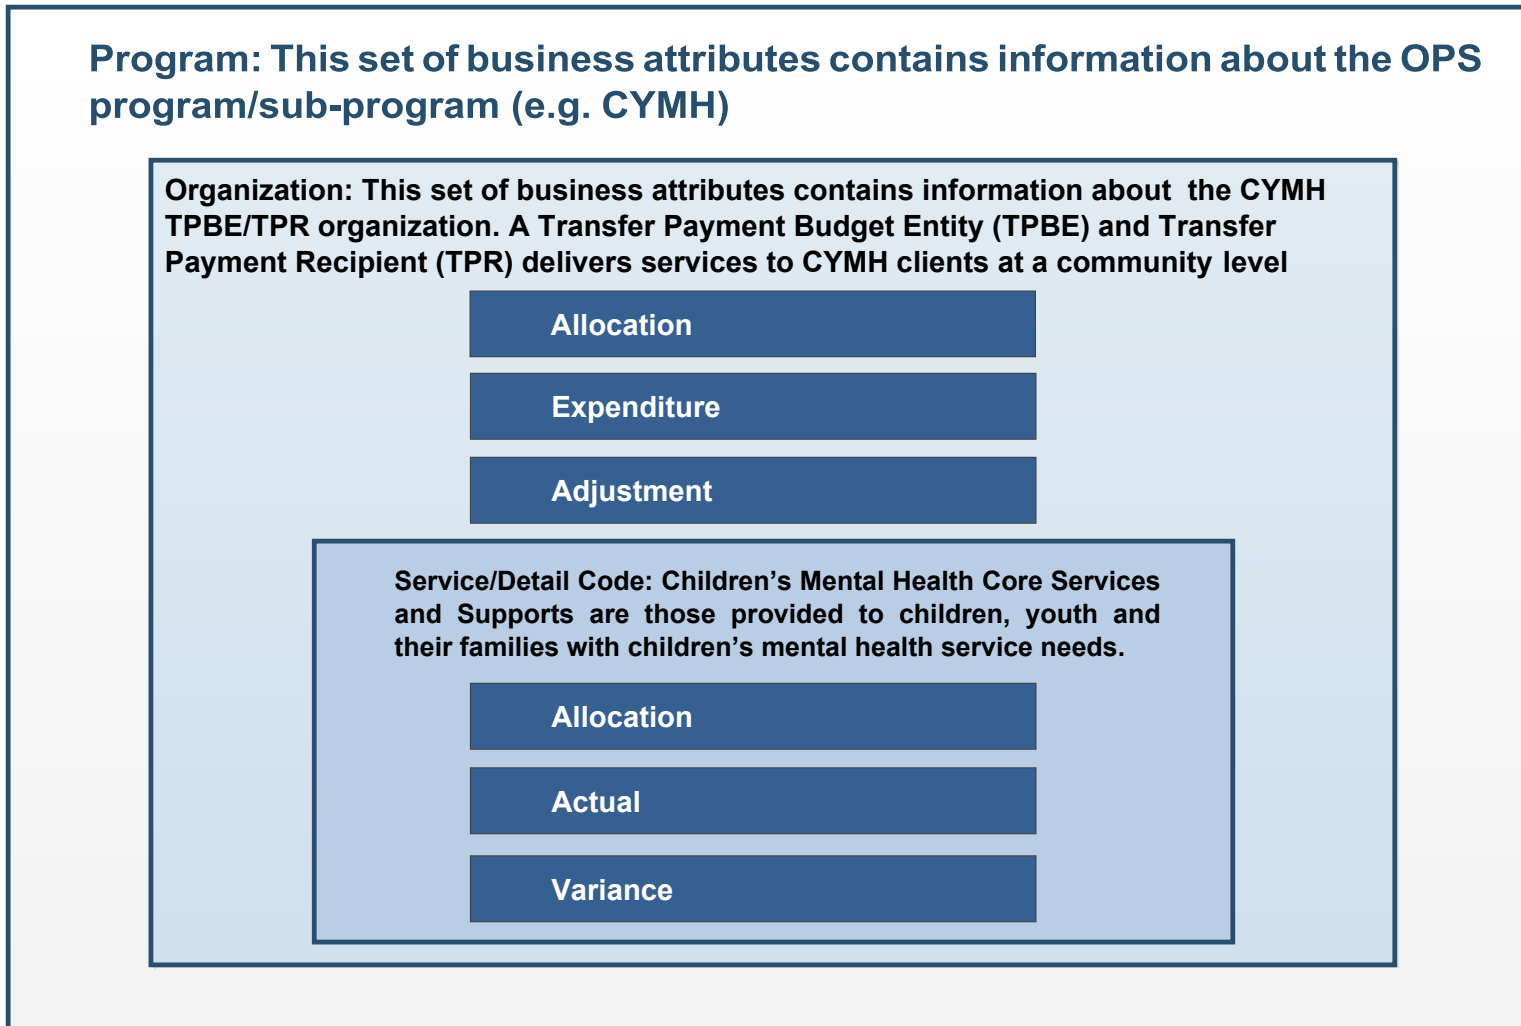 Program: This set of business attributes contains information about the OPS
program/sub-program (e.g. CYMH)
Organization: This set of business attributes contains information about  the CYMH
TPBE/TPR organization. A Transfer Payment Budget Entity (TPBE) and Transfer
Payment Recipient (TPR) delivers services to CYMH clients at a community level
Allocation
Expenditure
Adjustment
Service/Detail Code: Children’s Mental Health Core Services
and Supports are those provided to children, youth and
their families with children’s mental health service needs.
Allocation
Actual
Variance